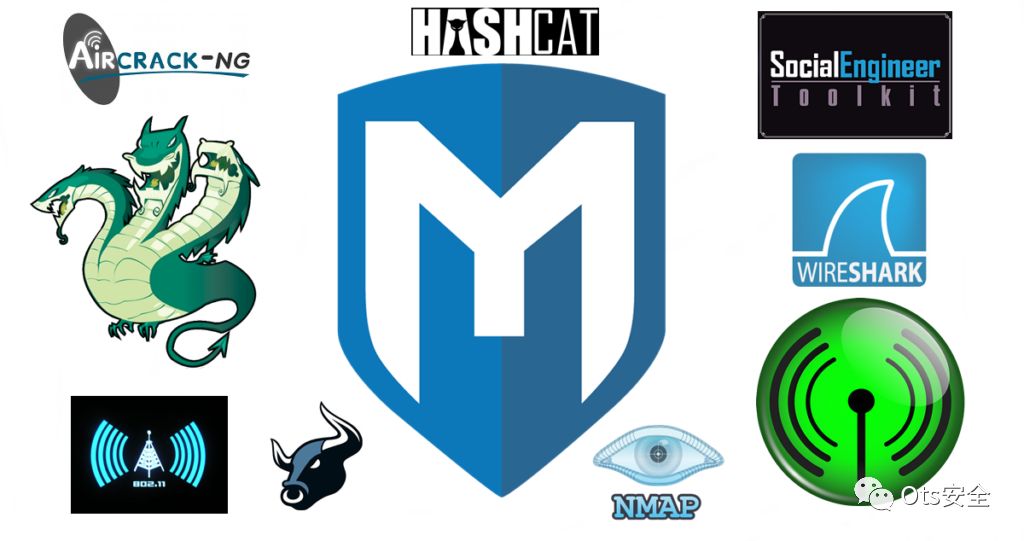 HASHCAT
AIRCRACK-NG
SocialEngineer
Toolkit
WIRESHARK
M
802.11
NMAP
Ots安全